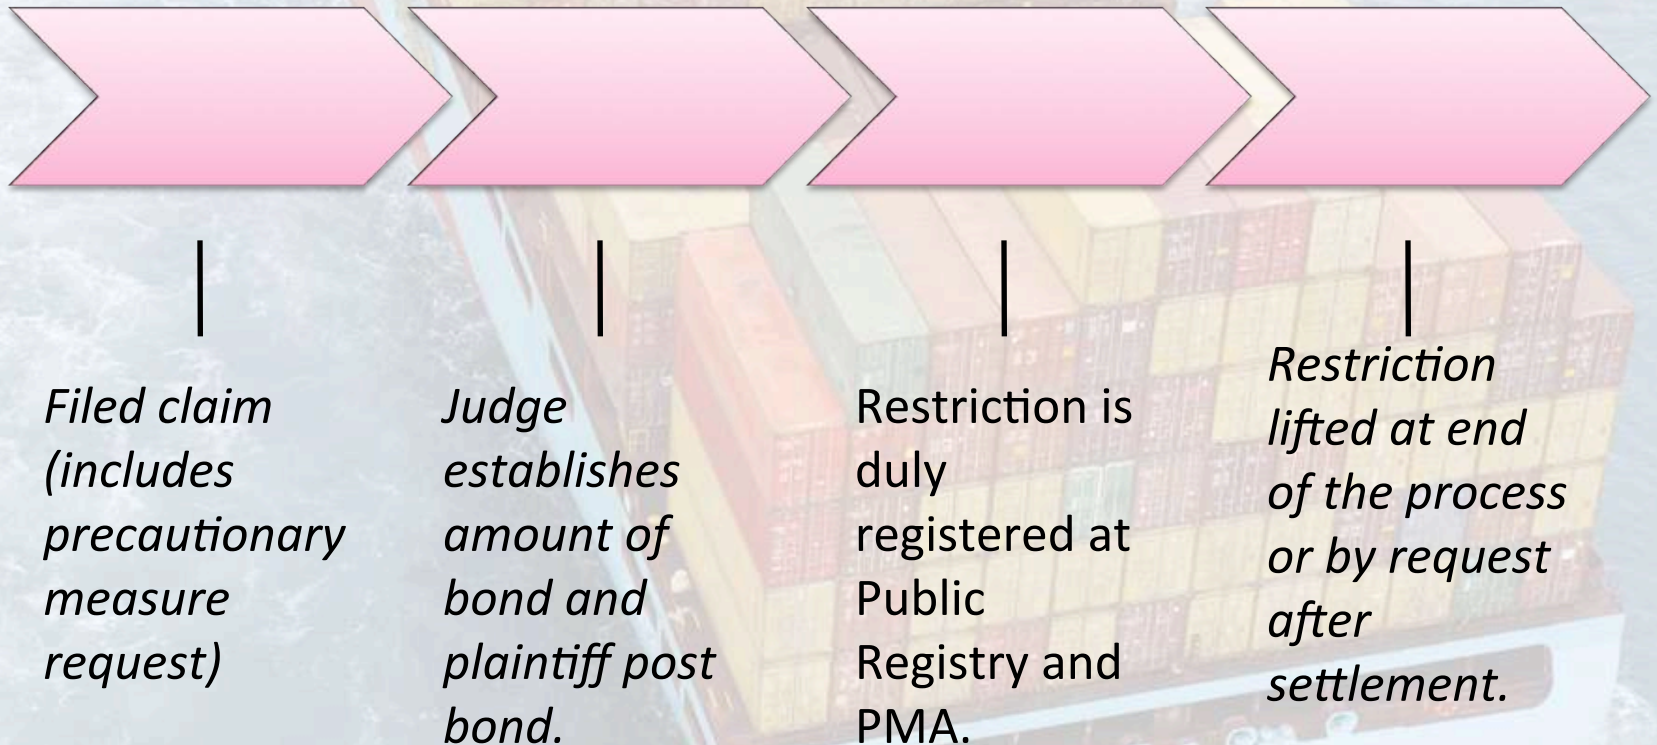 Filed claim
(includes
precautionary
measure
request)
Judge
establishes
amount of
bond and
plaintiff post
bond.
Restriction is
duly
registered at
Public
Registry and
PMA.
Restriction
lifted at end
of the process
or by request
after
settlement.